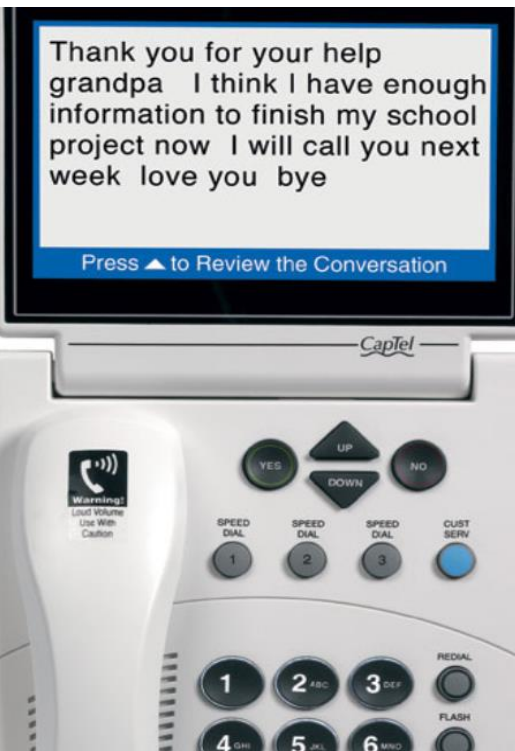 Thank you for your help
grandpa I think I have enough
information to finish my school
project now I will call you next
week love you bye
Press ▲ to Review the Conversation
CapTel
YES
UP
DOWN
NO
Warning!
Loud Volume
Use With
Caution
SPEED DIAL
SPEED DIAL
SPEED DIAL
CUST SERV
1
2
3
REDIAL
1
2 ABC
3 DEF
FLASH
4 GHI
5 JKL
6 MNO